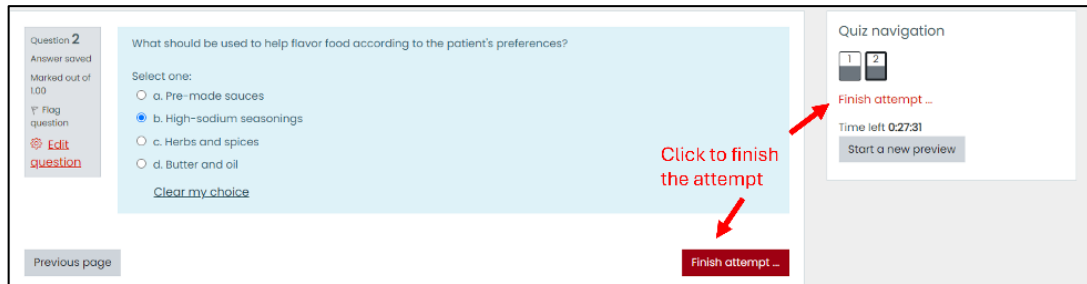 Question 2
Answer saved
Marked out of
1.00
Flag
question
Edit
question
What should be used to help flavor food according to the patient's preferences?
Select one:
a. Pre-made sauces
b. High-sodium seasonings
c. Herbs and spices
d. Butter and oil
Clear my choice
Previous page
Finish attempt ...
Click to finish
the attempt
Quiz navigation
1 2
Finish attempt ...
Time left 0:27:31
Start a new preview